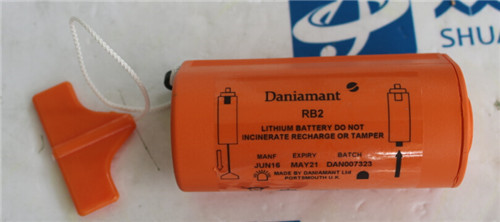 Daniamant
RB2
LITHIUM BATTERY DO NOT
INCINERATE RECHARGE OR TAMPER
MANF EXPIRY BATCH
JUN16 MAY21 DAN007323
MADE BY DANIAMANT Ltd
PORTSMOUTH U.K.
SHUA